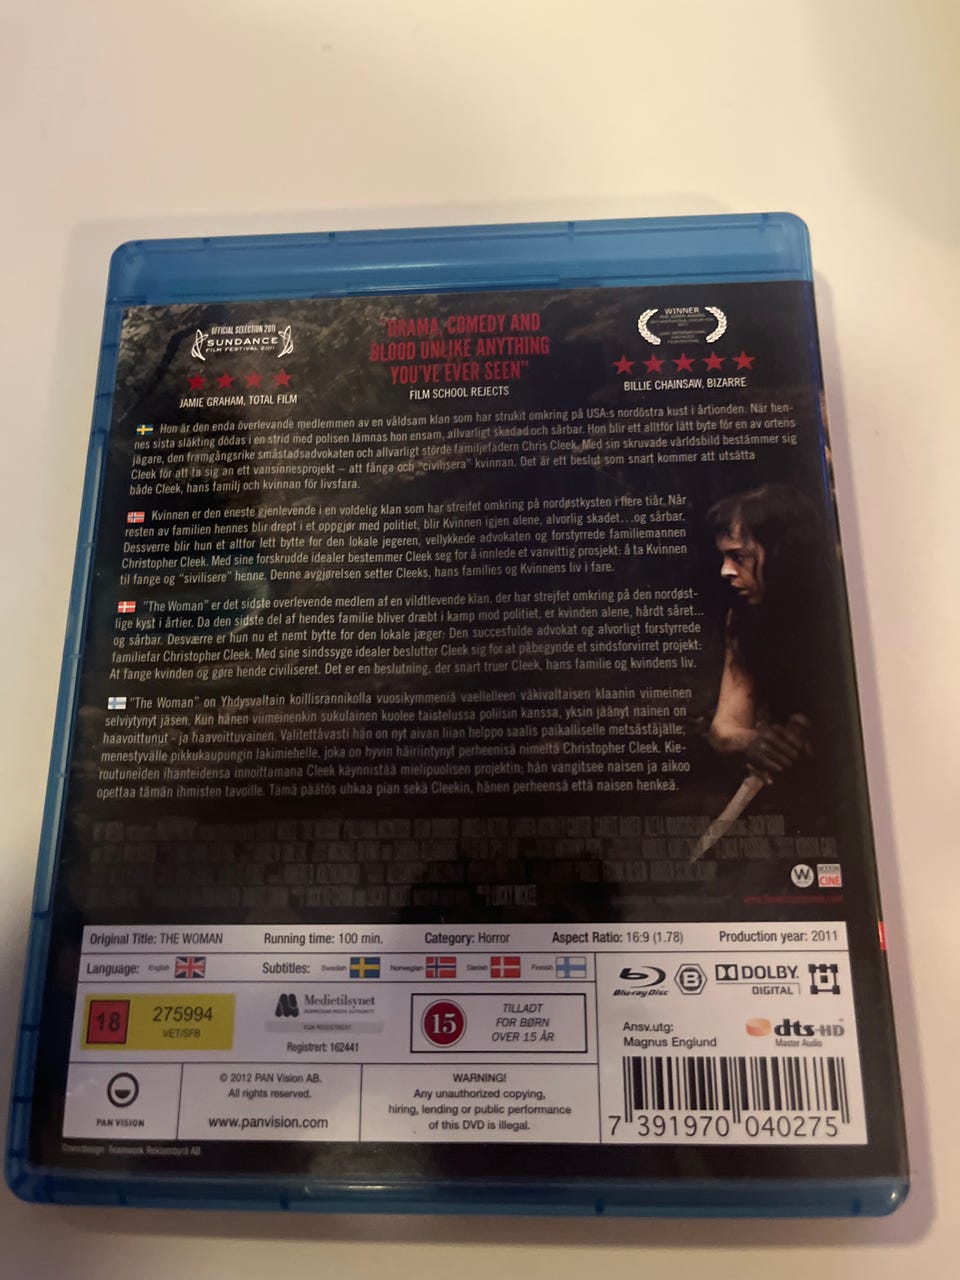 OFFICIAL SELECTION 2011
SUNDANCE
FILM FESTIVAL 2011
JAMIE GRAHAM, TOTAL FILM
"DRAMA, COMEDY AND
BLOOD UNLIKE ANYTHING
YOU'VE EVER SEEN"
FILM SCHOOL REJECTS
WINNER
BILLIE CHAINSAW, BIZARRE
Hon är den enda överlevande medlemmen av en våldsam klan som har strukit omkring på USA:s nordöstra kust i årtionden. När hen-
nes sista släkting dödas i en strid med polisen lämnas hon ensam, allvarligt skadad och sårbar. Hon blir ett alltför lätt byte för en av ortens
jägare, den framgångsrike småstadsadvokaten och allvarligt störde familjefadern Chris Cleek. Med sin skruvade världsbild bestämmer sig
Cleek för att ta sig an ett vansinnesprojekt – att fånga och "civilisera" kvinnan. Det är ett beslut som snart kommer att utsätta
både Cleek, hans familj och kvinnan för livsfara.
Kvinnen er den eneste gjenlevende i en voldelig klan som har streifet omkring på nordøstkysten i flere tiår. Når
resten av familien hennes blir drept i et oppgjør med politiet, blir Kvinnen igjen alene, alvorlig skadet...og sårbar.
Dessverre blir hun et altfor lett bytte for den lokale jegeren, vellykkede advokaten og forstyrrede familiemannen
Christopher Cleek. Med sine forskrudde idealer bestemmer Cleek seg for å innlede et vanvittig prosjekt: å ta Kvinnen
til fange og "sivilisere" henne. Denne avgjørelsen setter Cleeks, hans families og Kvinnens liv i fare.
"The Woman" er det sidste overlevende medlem af en vildtlevende klan, der har strejfet omkring på den nordøst-
lige kyst i årtier. Da den sidste del af hendes familie bliver dræbt i kamp mod politiet, er kvinden alene, hårdt såret...
og sårbar. Desværre er hun nu et nemt bytte for den lokale jæger: Den succesfulde advokat og alvorligt forstyrrede
familiefar Christopher Cleek. Med sine sindssyge idealer beslutter Cleek sig for at påbegynde et sindsforvirret projekt:
At fange kvinden og gøre hende civiliseret. Det er en beslutning, der snart truer Cleek, hans familie og kvindens liv.
"The Woman" on Yhdysvaltain koillisrannikolla vuosikymmeniä vaellelleen väkivaltaisen klaanin viimeinen
selviytynyt jäsen. Kun hänen viimeinenkin sukulainen kuolee taistelussa poliisin kanssa, yksin jäänyt nainen on
haavoittunut - ja haavoittuvainen. Valitettävasti hän on nyt aivan liian helppo saalis paikalliselle metsästäjälle,
menestyvälle pikkukaupungin lakimiehelle, joka on hyvin häiriintynyt perheenisä nimeltä Christopher Cleek. Kie-
routuneiden ihanteidensa innoittamana Cleek käynnistää mielipuolisen projektin; hän vangitsee naisen ja aikoo
opettaa tämän ihmisten tavoille. Tämä päätös uhkaa pian sekä Cleekin, hänen perheensä että naisen henkeä.
LUCKY MCKEE
W
CINE
Original Title: THE WOMAN Running time: 100 min. Category: Horror Aspect Ratio: 16:9 (1.78) Production year: 2011
Language: English Subtitles: Swedish Norwegian Danish Finnish
18
275994
VET/SFB
Medietilsynet
NORWEGIAN MEDIA AUTHORITY
Registrert: 162441
15
TILLADT
FOR BØRN
OVER 15 ÅR
Blu-ray Disc
B
DOLBY
DIGITAL
Ansv.utg:
Magnus Englund
dts-HD
Master Audio
PAN VISION
© 2012 PAN Vision AB.
All rights reserved.
www.panvision.com
WARNING!
Any unauthorized copying,
hiring, lending or public performance
of this DVD is illegal.
7 391970 040275
Coverdesign: Teamwork Reklambyrå AB